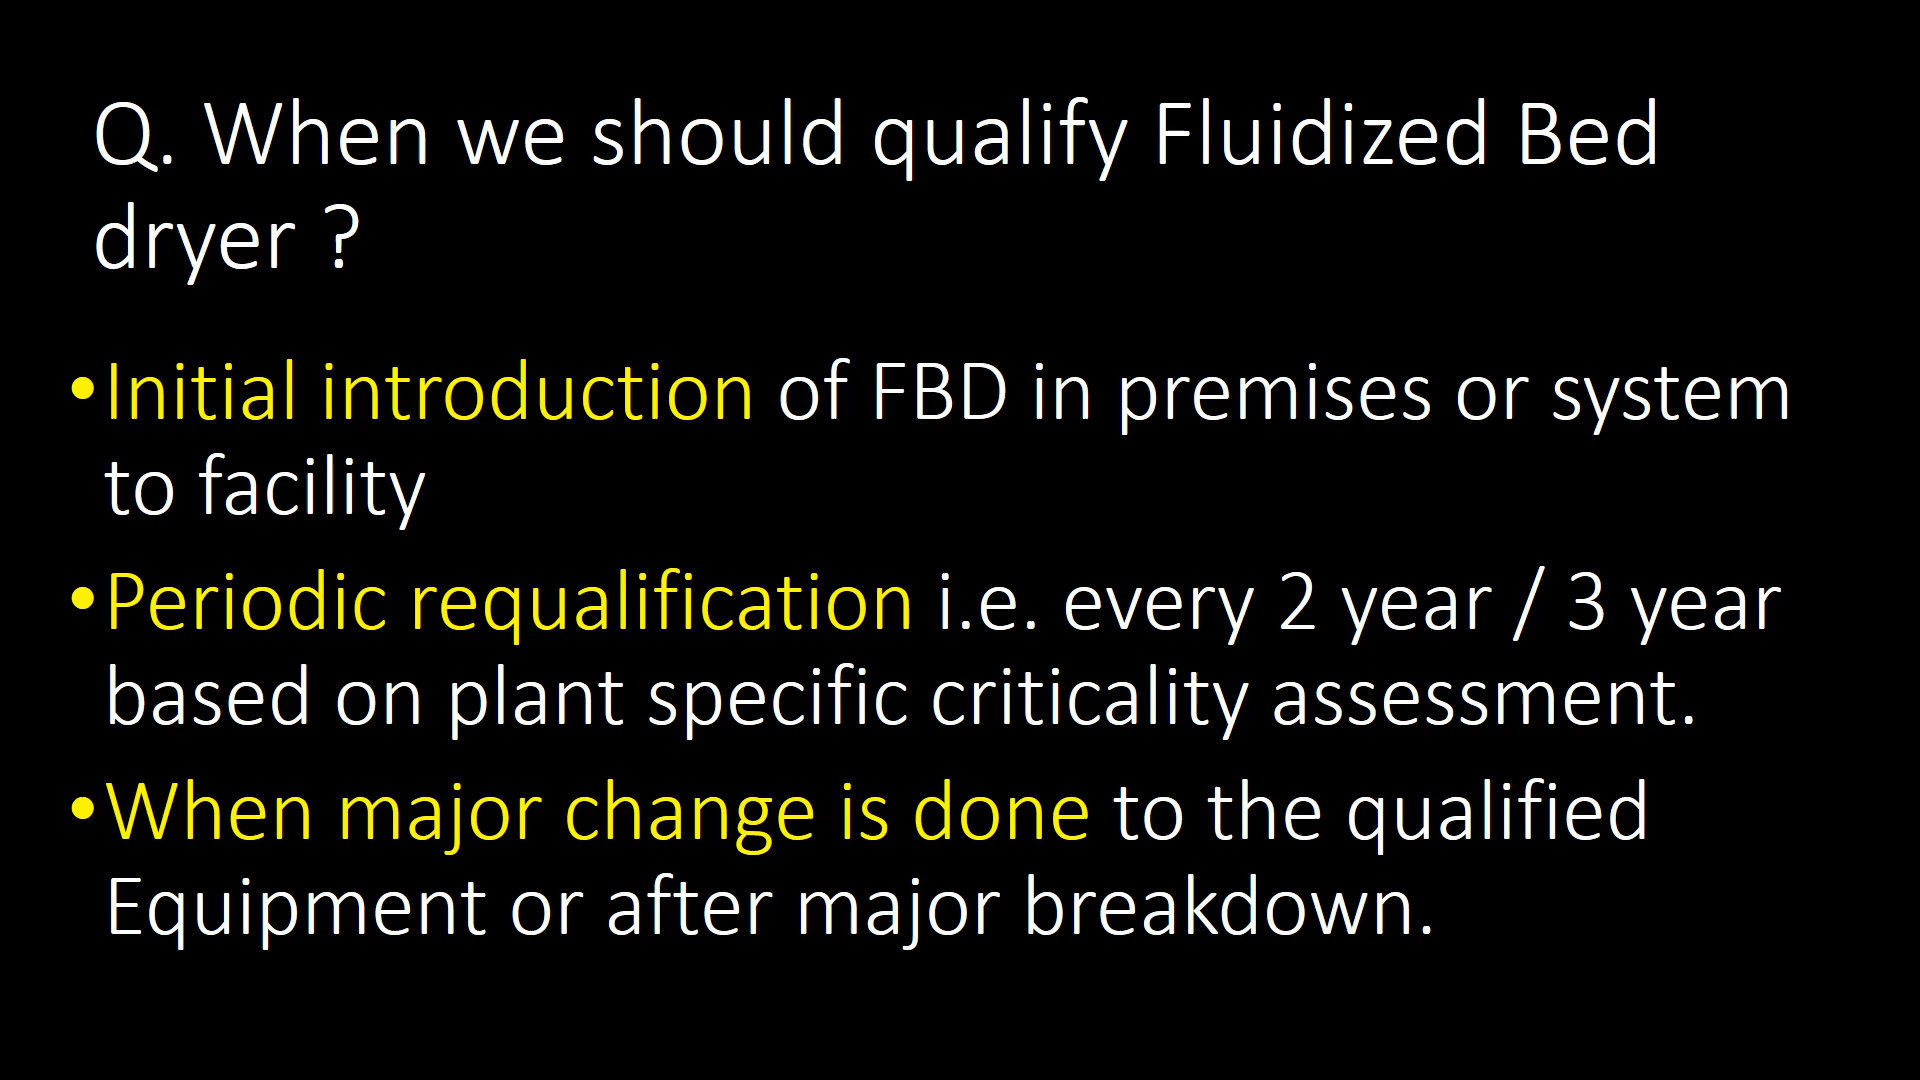 Q. When we should qualify Fluidized Bed
dryer ?
•Initial introduction of FBD in premises or system
to facility
•Periodic requalification i.e. every 2 year / 3 year
based on plant specific criticality assessment.
•When major change is done to the qualified
Equipment or after major breakdown.